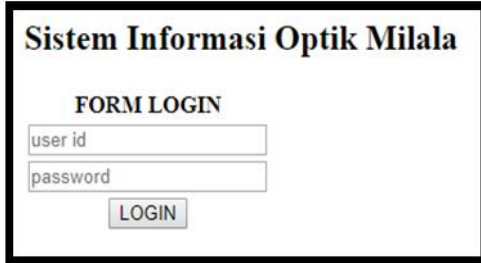 Sistem Informasi Optik Milala
FORM LOGIN
user id
password
LOGIN